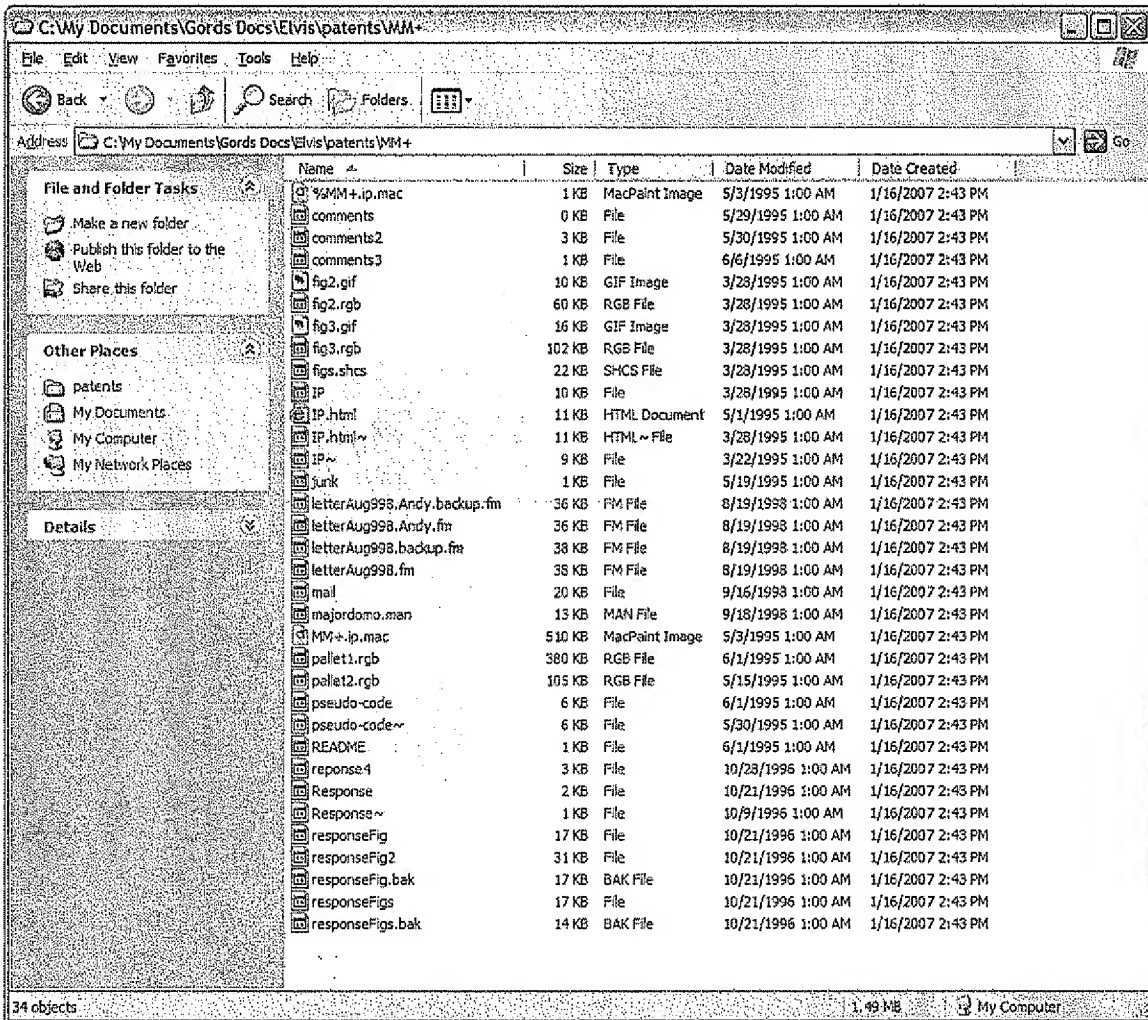 C:\My Documents\Gords Docs\Elvis\patents\MM+
File Edit View Favorites Tools Help
Back Search Folders
Address C:\My Documents\Gords Docs\Elvis\patents\MM+ Go
File and Folder Tasks
Make a new folder
Publish this folder to the
Web
Share this folder
Other Places
patents
My Documents
My Computer
My Network Places
Details
Name Size Type Date Modified Date Created
%MM+.ip.mac 1 KB MacPaint Image 5/3/1995 1:00 AM 1/16/2007 2:43 PM
comments 0 KB File 5/29/1995 1:00 AM 1/16/2007 2:43 PM
comments2 3 KB File 5/30/1995 1:00 AM 1/16/2007 2:43 PM
comments3 1 KB File 6/6/1995 1:00 AM 1/16/2007 2:43 PM
fig2.gif 10 KB GIF Image 3/28/1995 1:00 AM 1/16/2007 2:43 PM
fig2.rgb 60 KB RGB File 3/28/1995 1:00 AM 1/16/2007 2:43 PM
fig3.gif 16 KB GIF Image 3/28/1995 1:00 AM 1/16/2007 2:43 PM
fig3.rgb 102 KB RGB File 3/28/1995 1:00 AM 1/16/2007 2:43 PM
figs.shcs 22 KB SHCS File 3/28/1995 1:00 AM 1/16/2007 2:43 PM
IP 10 KB File 3/28/1995 1:00 AM 1/16/2007 2:43 PM
IP.html 11 KB HTML Document 5/1/1995 1:00 AM 1/16/2007 2:43 PM
IP.html~ 11 KB HTML~ File 3/28/1995 1:00 AM 1/16/2007 2:43 PM
IP~ 9 KB File 3/22/1995 1:00 AM 1/16/2007 2:43 PM
junk 1 KB File 5/19/1995 1:00 AM 1/16/2007 2:43 PM
letterAug998.Andy.backup.fm 36 KB FM File 8/19/1998 1:00 AM 1/16/2007 2:43 PM
letterAug998.Andy.fm 36 KB FM File 8/19/1998 1:00 AM 1/16/2007 2:43 PM
letterAug998.backup.fm 38 KB FM File 8/19/1998 1:00 AM 1/16/2007 2:43 PM
letterAug998.fm 38 KB FM File 8/19/1998 1:00 AM 1/16/2007 2:43 PM
mail 20 KB File 9/16/1998 1:00 AM 1/16/2007 2:43 PM
majordomo.man 13 KB MAN File 9/18/1998 1:00 AM 1/16/2007 2:43 PM
MM+.ip.mac 510 KB MacPaint Image 5/3/1995 1:00 AM 1/16/2007 2:43 PM
pallet1.rgb 380 KB RGB File 6/1/1995 1:00 AM 1/16/2007 2:43 PM
pallet2.rgb 105 KB RGB File 5/15/1995 1:00 AM 1/16/2007 2:43 PM
pseudo-code 6 KB File 6/1/1995 1:00 AM 1/16/2007 2:43 PM
pseudo-code~ 6 KB File 5/30/1995 1:00 AM 1/16/2007 2:43 PM
README 1 KB File 6/1/1995 1:00 AM 1/16/2007 2:43 PM
reponse4 3 KB File 10/28/1996 1:00 AM 1/16/2007 2:43 PM
Response 2 KB File 10/21/1996 1:00 AM 1/16/2007 2:43 PM
Response~ 1 KB File 10/9/1996 1:00 AM 1/16/2007 2:43 PM
responseFig 17 KB File 10/21/1996 1:00 AM 1/16/2007 2:43 PM
responseFig2 31 KB File 10/21/1996 1:00 AM 1/16/2007 2:43 PM
responseFig.bak 17 KB BAK File 10/21/1996 1:00 AM 1/16/2007 2:43 PM
responseFigs 17 KB File 10/21/1996 1:00 AM 1/16/2007 2:43 PM
responseFigs.bak 14 KB BAK File 10/21/1996 1:00 AM 1/16/2007 2:43 PM
34 objects 1.49 MB My Computer